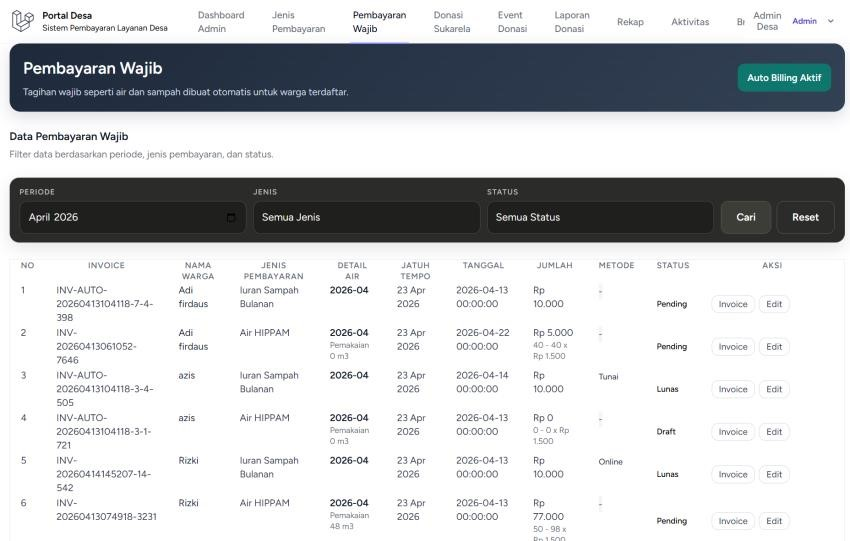 Portal Desa
Sistem Pembayaran Layanan Desa
Dashboard Admin
Jenis Pembayaran
Pembayaran Wajib
Donasi Sukarela
Event Donasi
Laporan Donasi
Rekap
Aktivitas
Br
Admin Desa
Admin
Pembayaran Wajib
Tagihan wajib seperti air dan sampah dibuat otomatis untuk warga terdaftar.
Auto Billing Aktif
Data Pembayaran Wajib
Filter data berdasarkan periode, jenis pembayaran, dan status.
PERIODE
JENIS
STATUS
April 2026
Semua Jenis
Semua Status
Cari
Reset
NO INVOICE NAMA WARGA JENIS PEMBAYARAN DETAIL AIR JATUH TEMPO TANGGAL JUMLAH METODE STATUS AKSI
1 INV-AUTO-20260413104118-7-4-398 Adi firdaus Iuran Sampah Bulanan 2026-04 23 Apr 2026 2026-04-13 00:00:00 Rp 10.000 - Pending Invoice Edit
2 INV-20260413061052-7646 Adi firdaus Air HIPPAM 2026-04 Pemakaian 0 m3 23 Apr 2026 2026-04-22 00:00:00 Rp 5.000 40 - 40 x Rp 1.500 - Pending Invoice Edit
3 INV-AUTO-20260413104118-3-4-505 azis Iuran Sampah Bulanan 2026-04 23 Apr 2026 2026-04-14 00:00:00 Rp 10.000 Tunai Lunas Invoice Edit
4 INV-AUTO-20260413104118-3-1-721 azis Air HIPPAM 2026-04 Pemakaian 0 m3 23 Apr 2026 2026-04-13 00:00:00 Rp 0 0 - 0 x Rp 1.500 - Draft Invoice Edit
5 INV-20260414145207-14-542 Rizki Iuran Sampah Bulanan 2026-04 23 Apr 2026 2026-04-13 00:00:00 Rp 10.000 Online Lunas Invoice Edit
6 INV-20260413074918-3231 Rizki Air HIPPAM 2026-04 Pemakaian 48 m3 23 Apr 2026 2026-04-13 00:00:00 Rp 77.000 50 - 98 x Rp 1.500 - Pending Invoice Edit